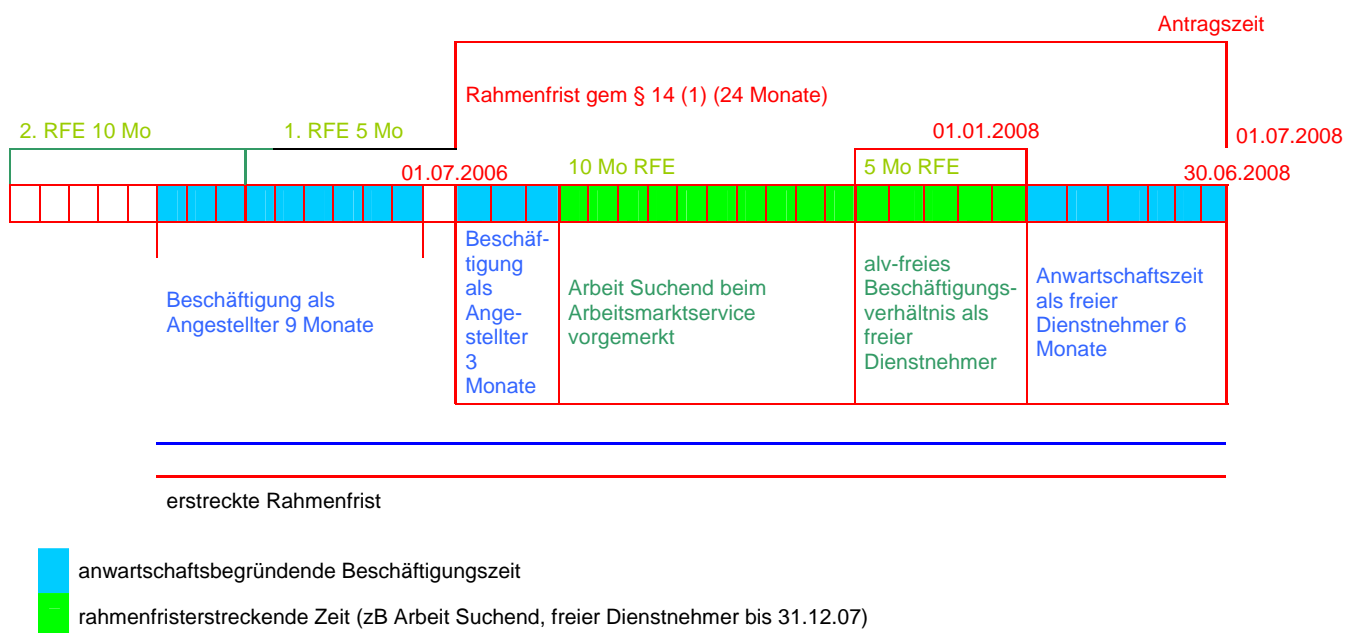 Antragszeit
Rahmenfrist gem § 14 (1) (24 Monate)
2. RFE 10 Mo
1. RFE 5 Mo
01.01.2008
01.07.2008
01.07.2006
10 Mo RFE
5 Mo RFE
30.06.2008
Beschäftigung als
Angestellter 9 Monate
Beschäf-
tigung
als
Ange-
stellter
3
Monate
Arbeit Suchend beim
Arbeitsmarktservice
vorgemerkt
alv-freies
Beschäftigungs-
verhältnis als
freier
Dienstnehmer
Anwartschaftszeit
als freier
Dienstnehmer 6
Monate
erstreckte Rahmenfrist
anwartschaftsbegründende Beschäftigungszeit
rahmenfristerstreckende Zeit (zB Arbeit Suchend, freier Dienstnehmer bis 31.12.07)